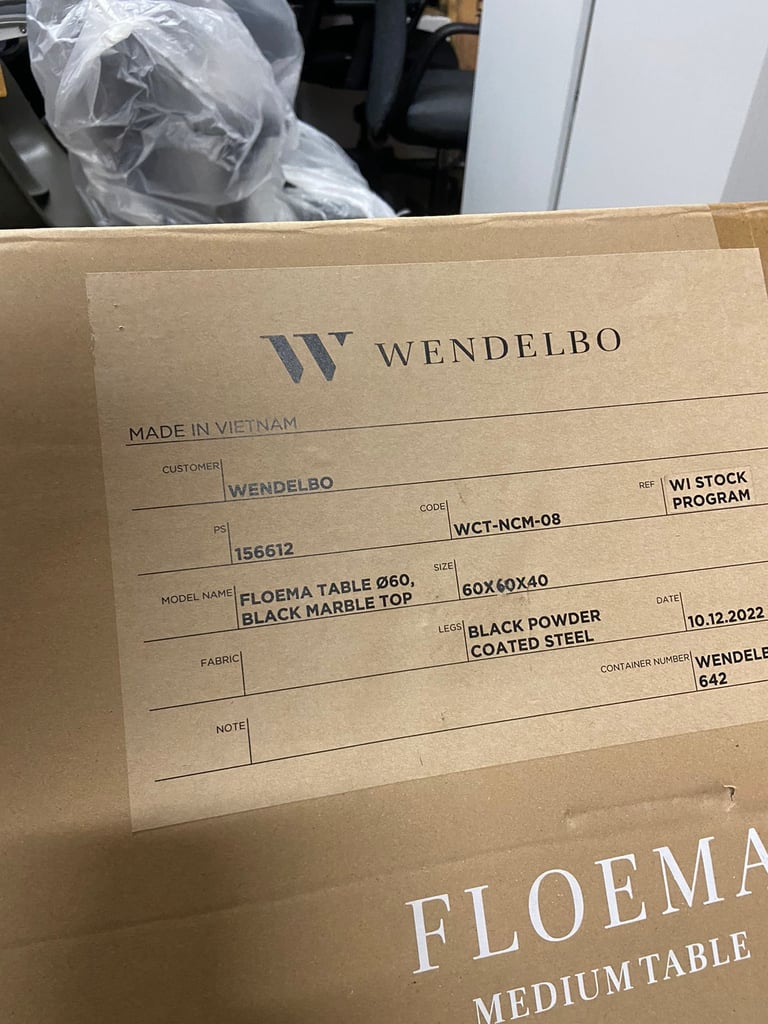 W WENDELBO
MADE IN VIETNAM
CUSTOMER WENDELBO
PS 156612 CODE WCT-NCM-08 REF WI STOCK
PROGRAM
MODEL NAME FLOEMA TABLE Ø60,
BLACK MARBLE TOP SIZE 60X60X40
FABRIC LEGS BLACK POWDER
COATED STEEL DATE 10.12.2022
NOTE CONTAINER NUMBER WENDELB
642
FLOEMA
MEDIUM TABLE